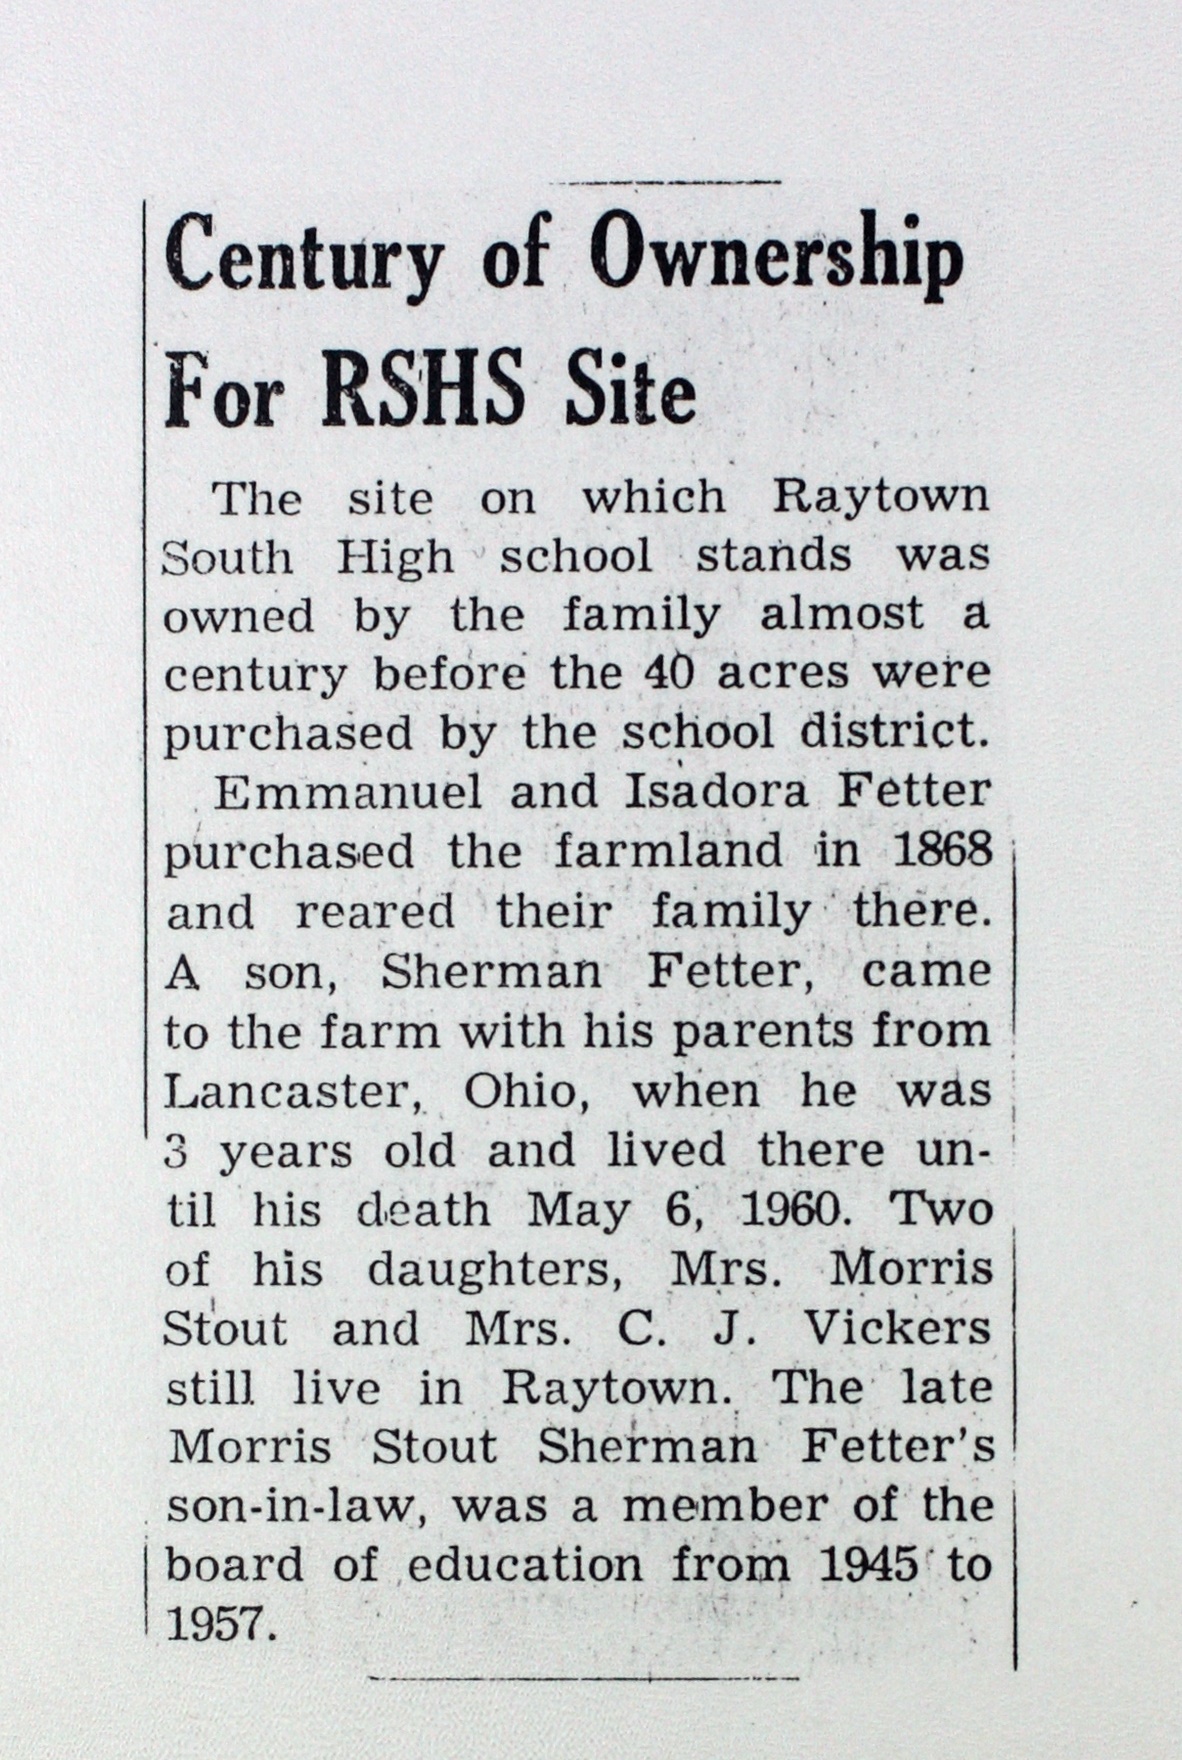 Century of Ownership
For RSHS Site
The site on which Raytown
South High school stands was
owned by the family almost a
century before the 40 acres were
purchased by the school district.
Emmanuel and Isadora Fetter
purchased the farmland in 1868
and reared their family there.
A son, Sherman Fetter, came
to the farm with his parents from
Lancaster, Ohio, when he was
3 years old and lived there un-
til his death May 6, 1960. Two
of his daughters, Mrs. Morris
Stout and Mrs. C. J. Vickers
still live in Raytown. The late
Morris Stout Sherman Fetter's
son-in-law, was a member of the
board of education from 1945 to
1957.